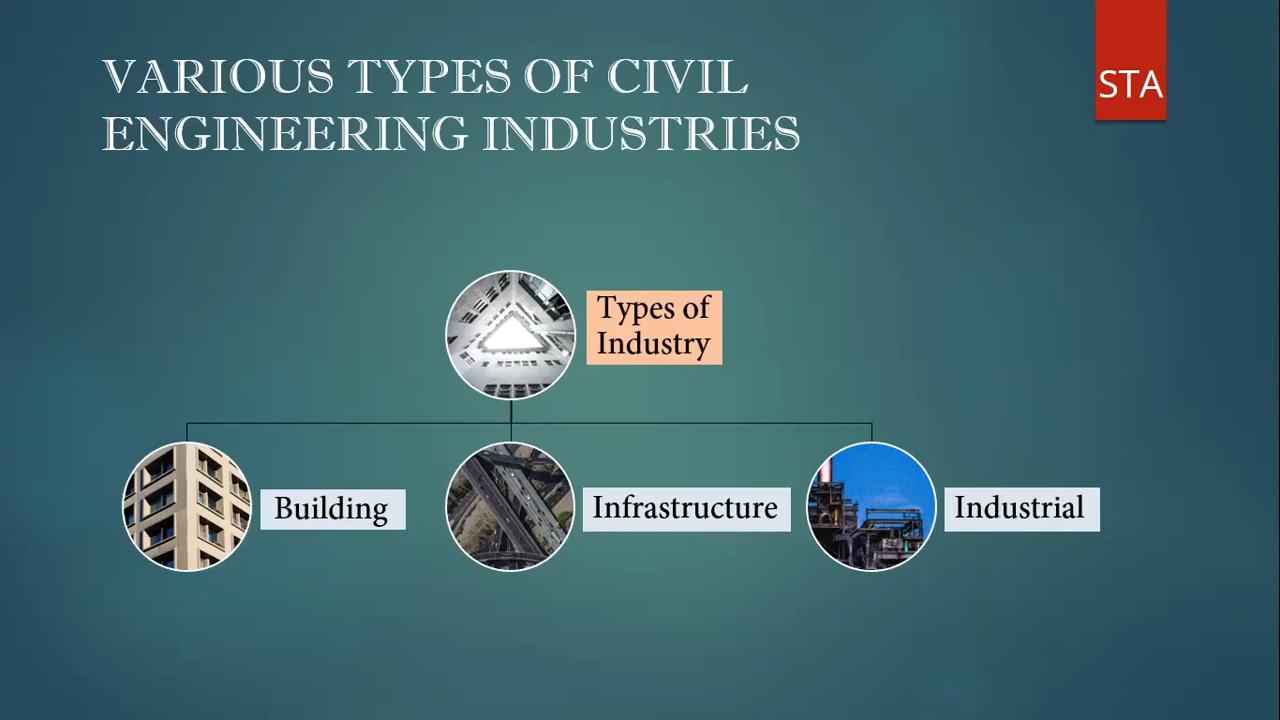 VARIOUS TYPES OF CIVIL
ENGINEERING INDUSTRIES
STA
Types of
Industry
Building
Infrastructure
Industrial